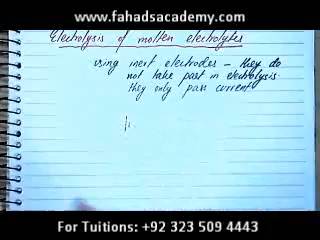 www.fahadsacademy.com
Electrolysis of molten electrolytes
using inert electrodes - they do
not take part in electrolysis.
they only pass current
For Tuitions: +92 323 509 4443